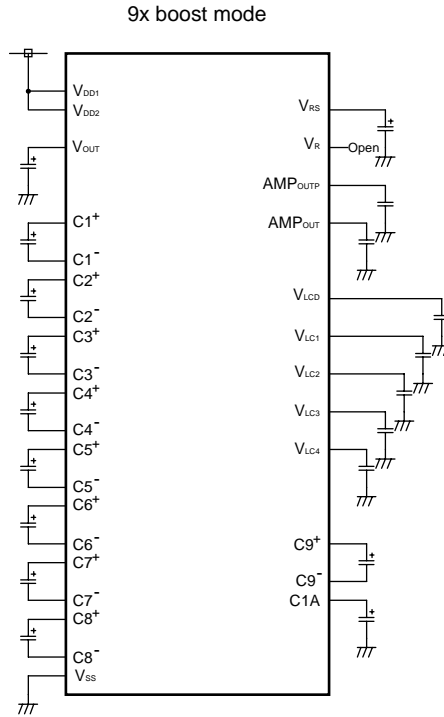 9x boost mode
VDD1
VDD2
VOUT
C1+
C1-
C2+
C2-
C3+
C3-
C4+
C4-
C5+
C5-
C6+
C6-
C7+
C7-
C8+
C8-
VSS
VRS
VR
Open
AMPOUTP
AMPOUT
VLCD
VLC1
VLC2
VLC3
VLC4
C9+
C9-
C1A